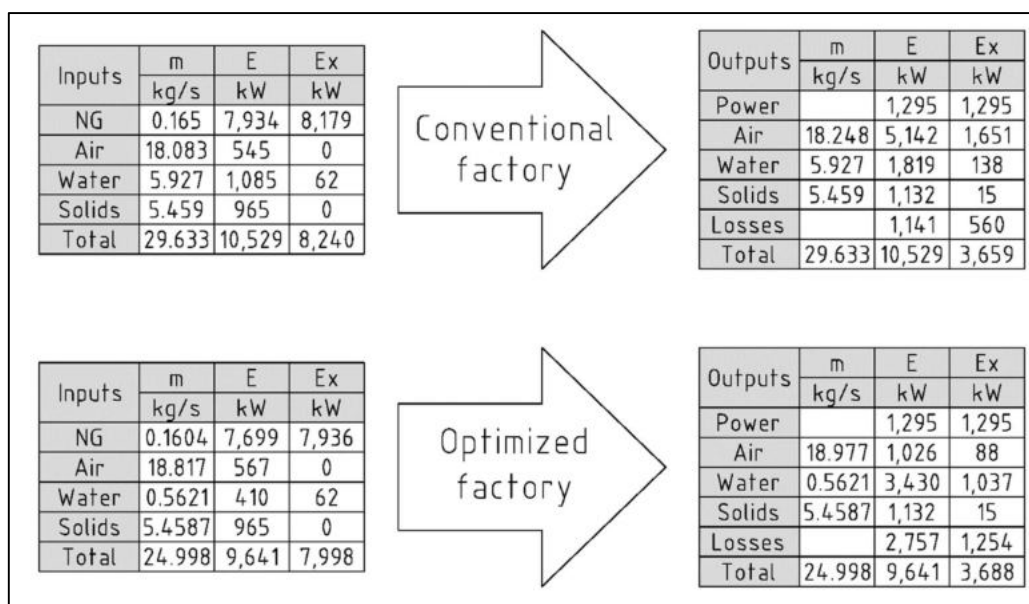 Inputs m E Ex
kg/s kW kW
NG 0.165 7,934 8,179
Air 18.083 545 0
Water 5.927 1,085 62
Solids 5.459 965 0
Total 29.633 10,529 8,240
Conventional
factory
Outputs m E Ex
kg/s kW kW
Power 1,295 1,295
Air 18.248 5,142 1,651
Water 5.927 1,819 138
Solids 5.459 1,132 15
Losses 1,141 560
Total 29.633 10,529 3,659
Inputs m E Ex
kg/s kW kW
NG 0.1604 7,699 7,936
Air 18.817 567 0
Water 0.5621 410 62
Solids 5.4587 965 0
Total 24.998 9,641 7,998
Optimized
factory
Outputs m E Ex
kg/s kW kW
Power 1,295 1,295
Air 18.977 1,026 88
Water 0.5621 3,430 1,037
Solids 5.4587 1,132 15
Losses 2,757 1,254
Total 24.998 9,641 3,688